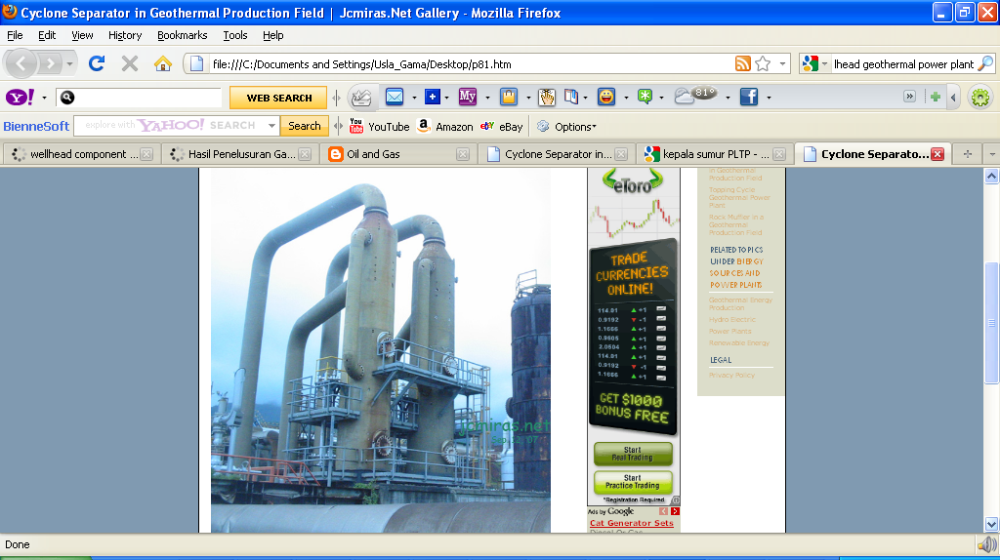 Cyclone Separator in Geothermal Production Field | Jcmiras.Net Gallery - Mozilla Firefox
File Edit View History Bookmarks Tools Help
file:///C:/Documents and Settings/Usla_Gama/Desktop/p81.htm
lhead geothermal power plant
Y! WEB SEARCH My 81°
BienneSoft explore with YAHOO! SEARCH Search YouTube Amazon eBay Options
wellhead component ...
Hasil Penelusuran Ga...
Oil and Gas
Cyclone Separator in...
kepala sumur PLTP - ...
Cyclone Separato...
jcmiras.net
eToro
TRADE
CURRENCIES
ONLINE!
114.01 +1
0.9192 -1
1.1666 +1
0.8605 +1
2.0604 +1
114.01 +1
0.9192 -1
1.1666 +1
GET $1000
BONUS FREE
Start
Real Trading
Start
Practice Trading
*Registration Required
Ads by Google
Cat Generator Sets
Diesel Or Gas
in Geothermal
Production Field
Topping Cycle
Geothermal Power
Plant
Rock Muffler in a
Geothermal
Production Field
RELATED TOPICS
UNDER ENERGY
SOURCES AND
POWER PLANTS
Geothermal Energy
Production
Hydro Electric
Power Plants
Renewable Energy
LEGAL
Privacy Policy
Done